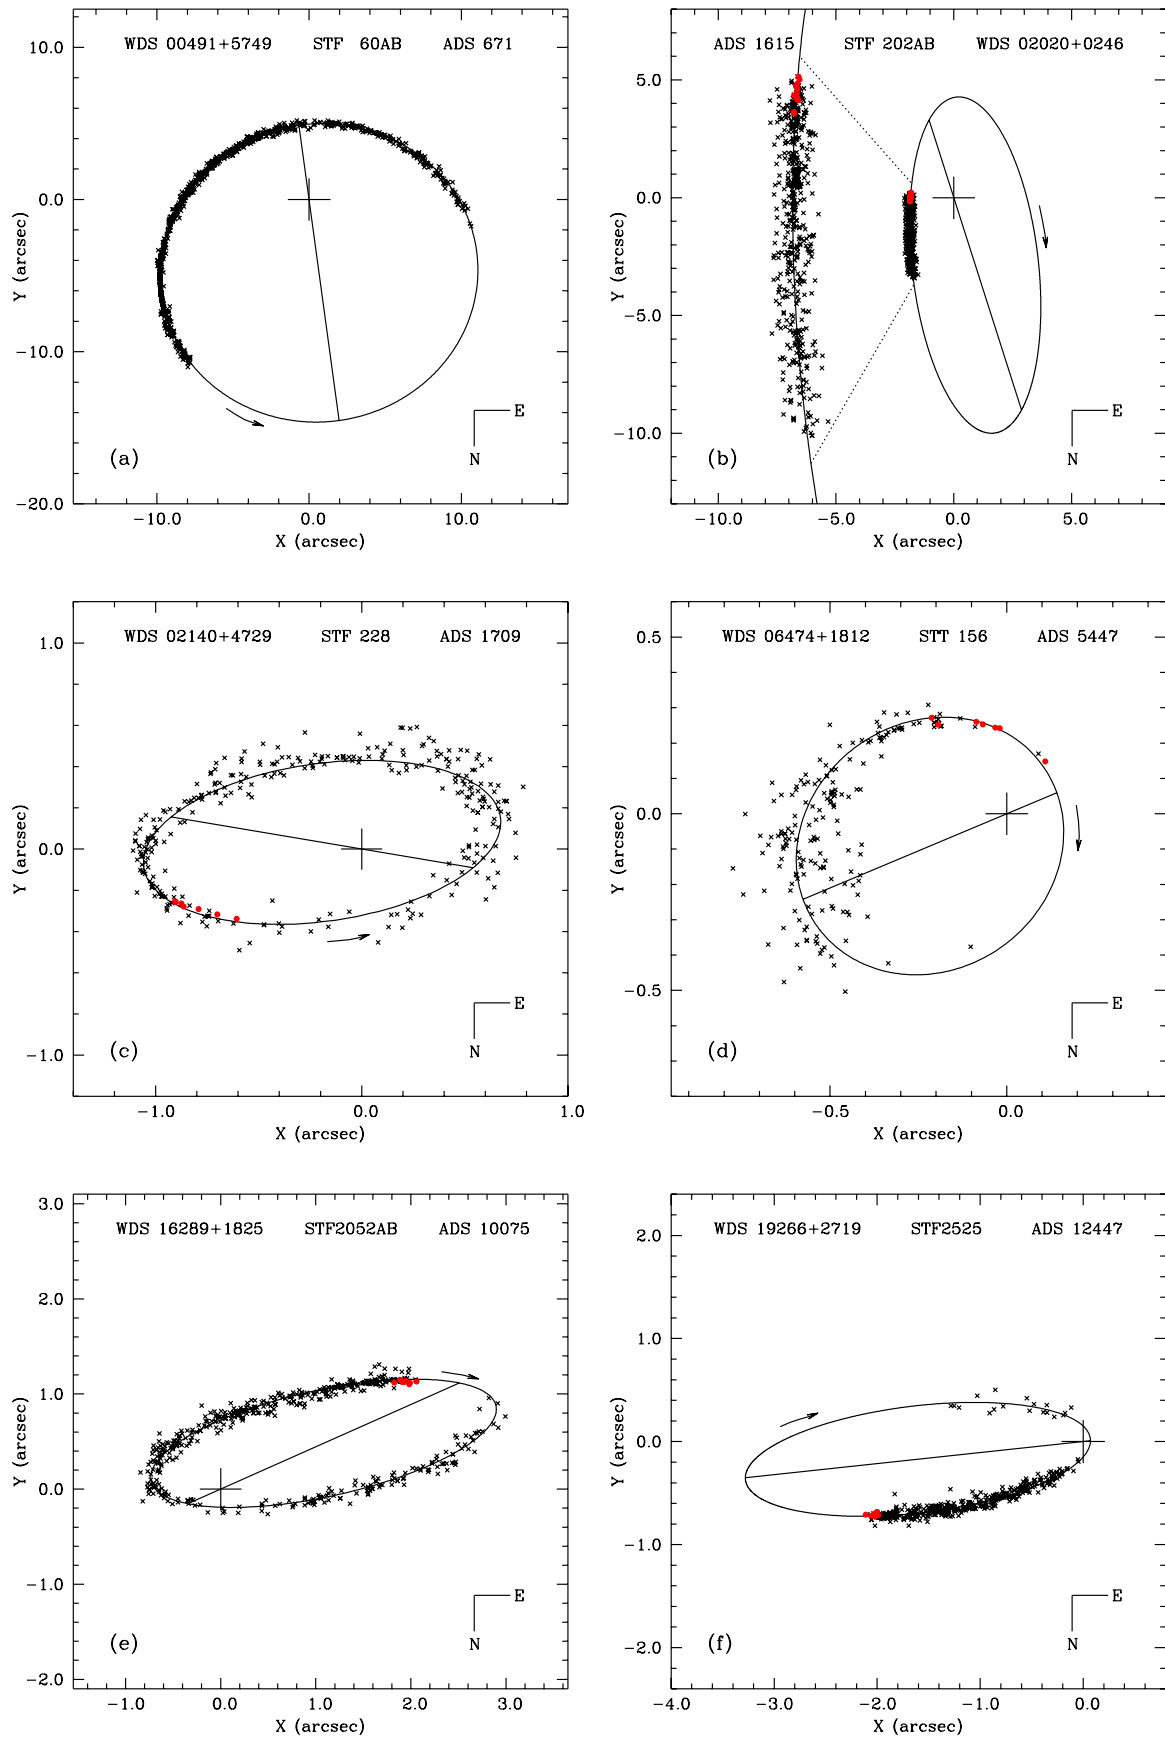 WDS 00491+5749 STF 60AB ADS 671
10.0
0.0
-10.0
-20.0
Y (arcsec)
(a)
E
N
-10.0 0.0 10.0
X (arcsec)
ADS 1615 STF 202AB WDS 02020+0246
5.0
0.0
-5.0
-10.0
Y (arcsec)
(b)
E
N
-10.0 -5.0 0.0 5.0
X (arcsec)
WDS 02140+4729 STF 228 ADS 1709
1.0
0.0
-1.0
Y (arcsec)
(c)
E
N
-1.0 0.0 1.0
X (arcsec)
WDS 06474+1812 STT 156 ADS 5447
0.5
0.0
-0.5
Y (arcsec)
(d)
E
N
-0.5 0.0
X (arcsec)
WDS 16289+1825 STF2052AB ADS 10075
3.0
2.0
1.0
0.0
-1.0
-2.0
Y (arcsec)
(e)
E
N
-1.0 0.0 1.0 2.0 3.0
X (arcsec)
WDS 19266+2719 STF2525 ADS 12447
2.0
1.0
0.0
-1.0
-2.0
Y (arcsec)
(f)
E
N
-4.0 -3.0 -2.0 -1.0 0.0
X (arcsec)